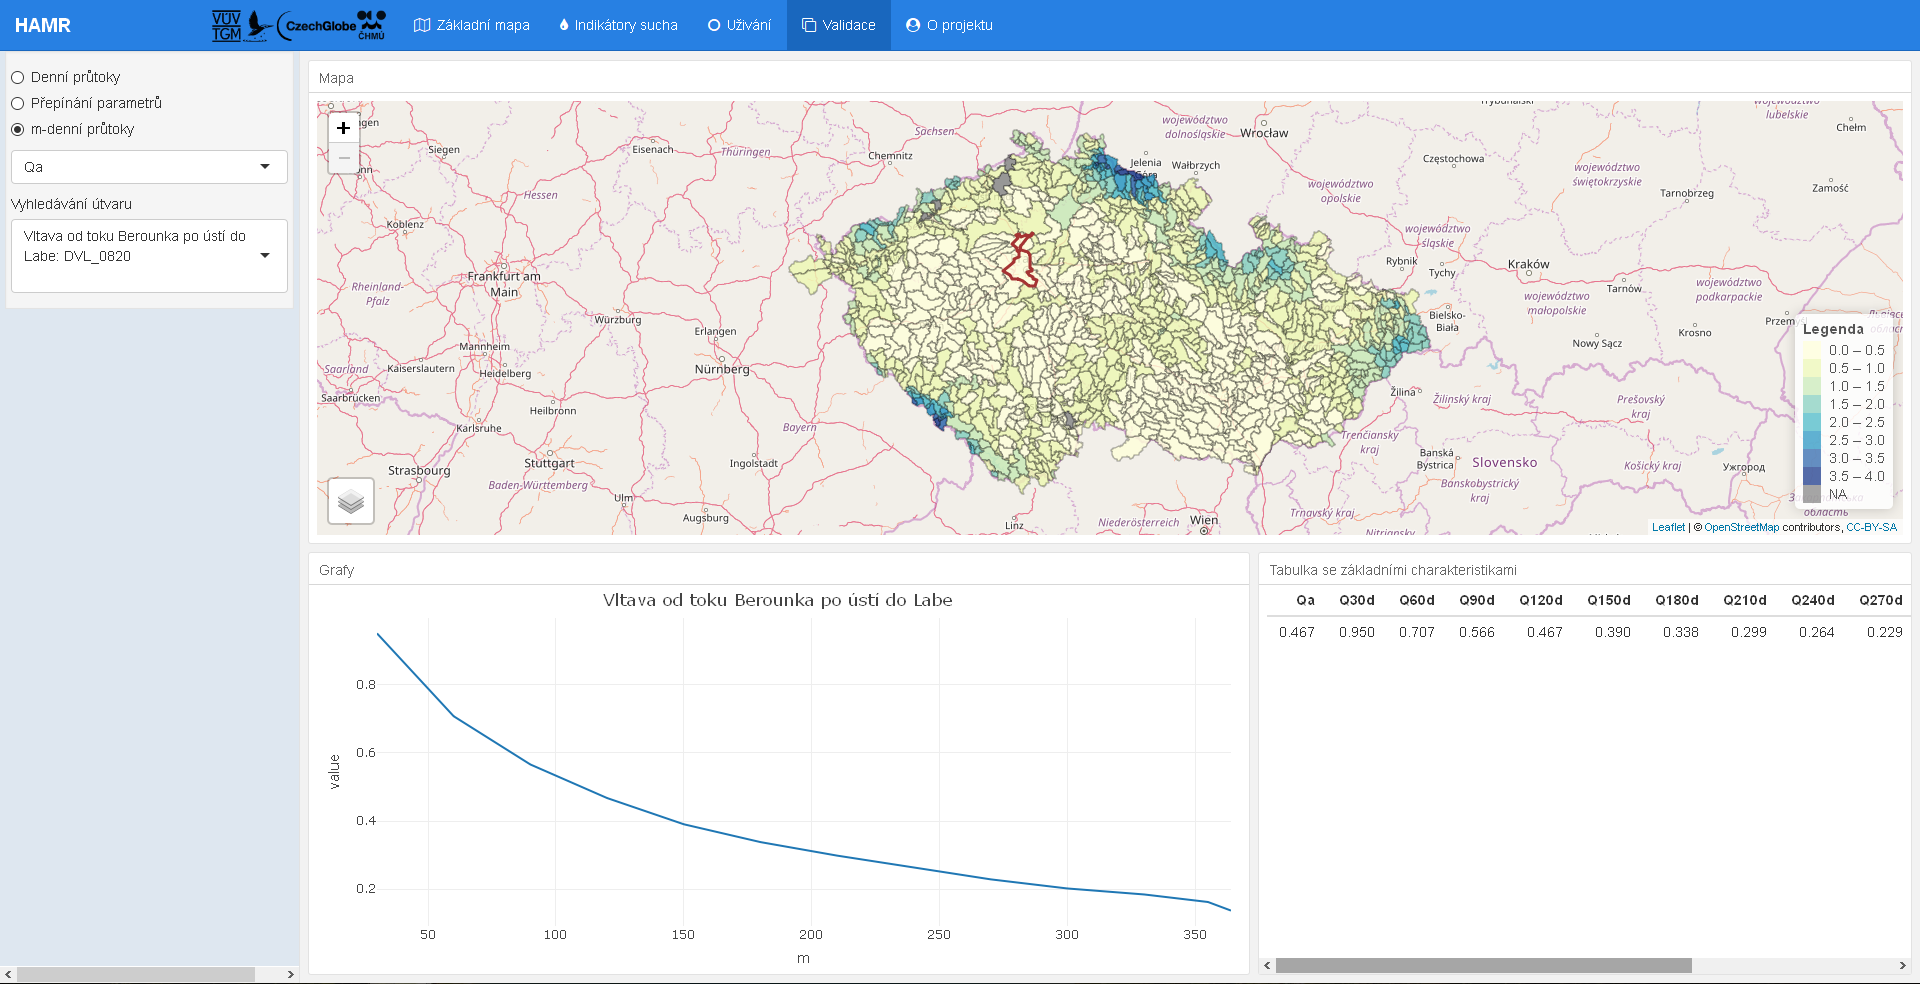 HAMR
VÚV
TGM
CzechGlobe
ČHMÚ
Základní mapa
Indikátory sucha
Užívání
Validace
O projektu
Denní průtoky
Přepínání parametrů
m-denní průtoky
Qa
Vyhledávání útvaru
Vltava od toku Berounka po ústí do
Labe: DVL_0820
Mapa
+
−
Siegen
Eisenach
Thüringen
Sachsen
Chemnitz
Hessen
Koblenz
Frankfurt am
Main
Rheinland-
Pfalz
Würzburg
Erlangen
Mannheim
Nürnberg
Saarland
Kaiserslautern
Heidelberg
Saarbrücken
Heilbronn
Karlsruhe
Bayern
Strasbourg
Stuttgart
Ingolstadt
Baden-Württemberg
Ulm
Augsburg
Linz
Niederösterreich
Wien
województwo
dolnośląskie
Wrocław
Jelenia
Góra
Wałbrzych
województwo
opolskie
Częstochowa
województwo
świętokrzyskie
Tarnobrzeg
województwo
lubelskie
Chełm
Zamość
województwo
śląskie
Rybnik
Tychy
Kraków
Tarnów
województwo
małopolskie
województwo
podkarpackie
Bielsko-
Biała
Krosno
Nowy Sącz
Žilina
Žilinský kraj
Prešovský
kraj
Trenčiansky
kraj
Banská
Bystrica
Slovensko
Košický kraj
Ужгород
Banskobystrický
kraj
Trnavský kraj
Nitriansky
Legenda
0.0 – 0.5
0.5 – 1.0
1.0 – 1.5
1.5 – 2.0
2.0 – 2.5
2.5 – 3.0
3.0 – 3.5
3.5 – 4.0
NA
область
Leaflet | © OpenStreetMap contributors, CC-BY-SA
Grafy
Vltava od toku Berounka po ústí do Labe
value
0.8
0.6
0.4
0.2
50 100 150 200 250 300 350
m
Tabulka se základními charakteristikami
Qa Q30d Q60d Q90d Q120d Q150d Q180d Q210d Q240d Q270d
0.467 0.950 0.707 0.566 0.467 0.390 0.338 0.299 0.264 0.229